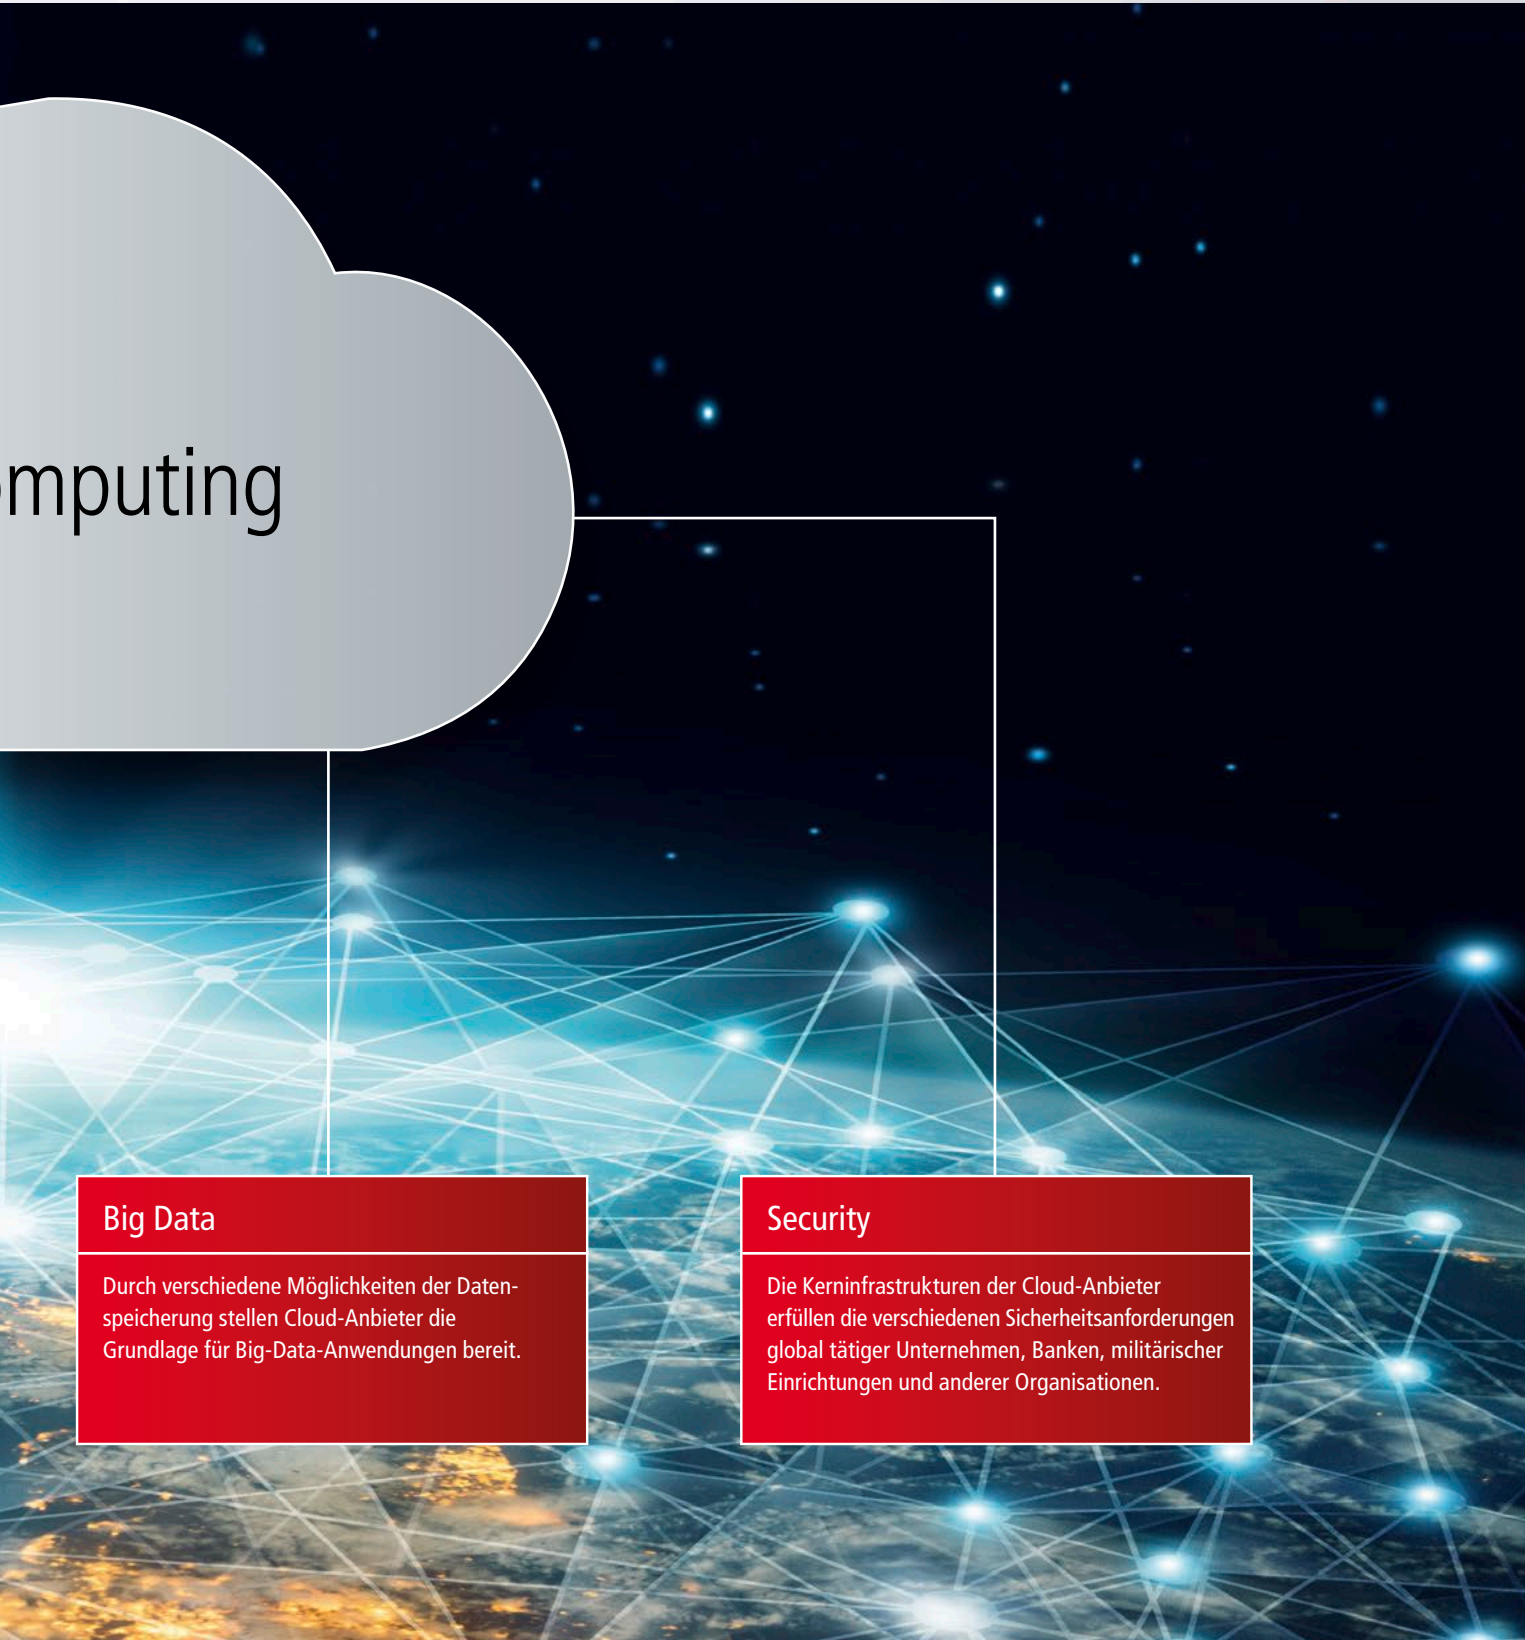 omputing
Big Data
Durch verschiedene Möglichkeiten der Daten-
speicherung stellen Cloud-Anbieter die
Grundlage für Big-Data-Anwendungen bereit.
Security
Die Kerninfrastrukturen der Cloud-Anbieter
erfüllen die verschiedenen Sicherheitsanforderungen
global tätiger Unternehmen, Banken, militärischer
Einrichtungen und anderer Organisationen.